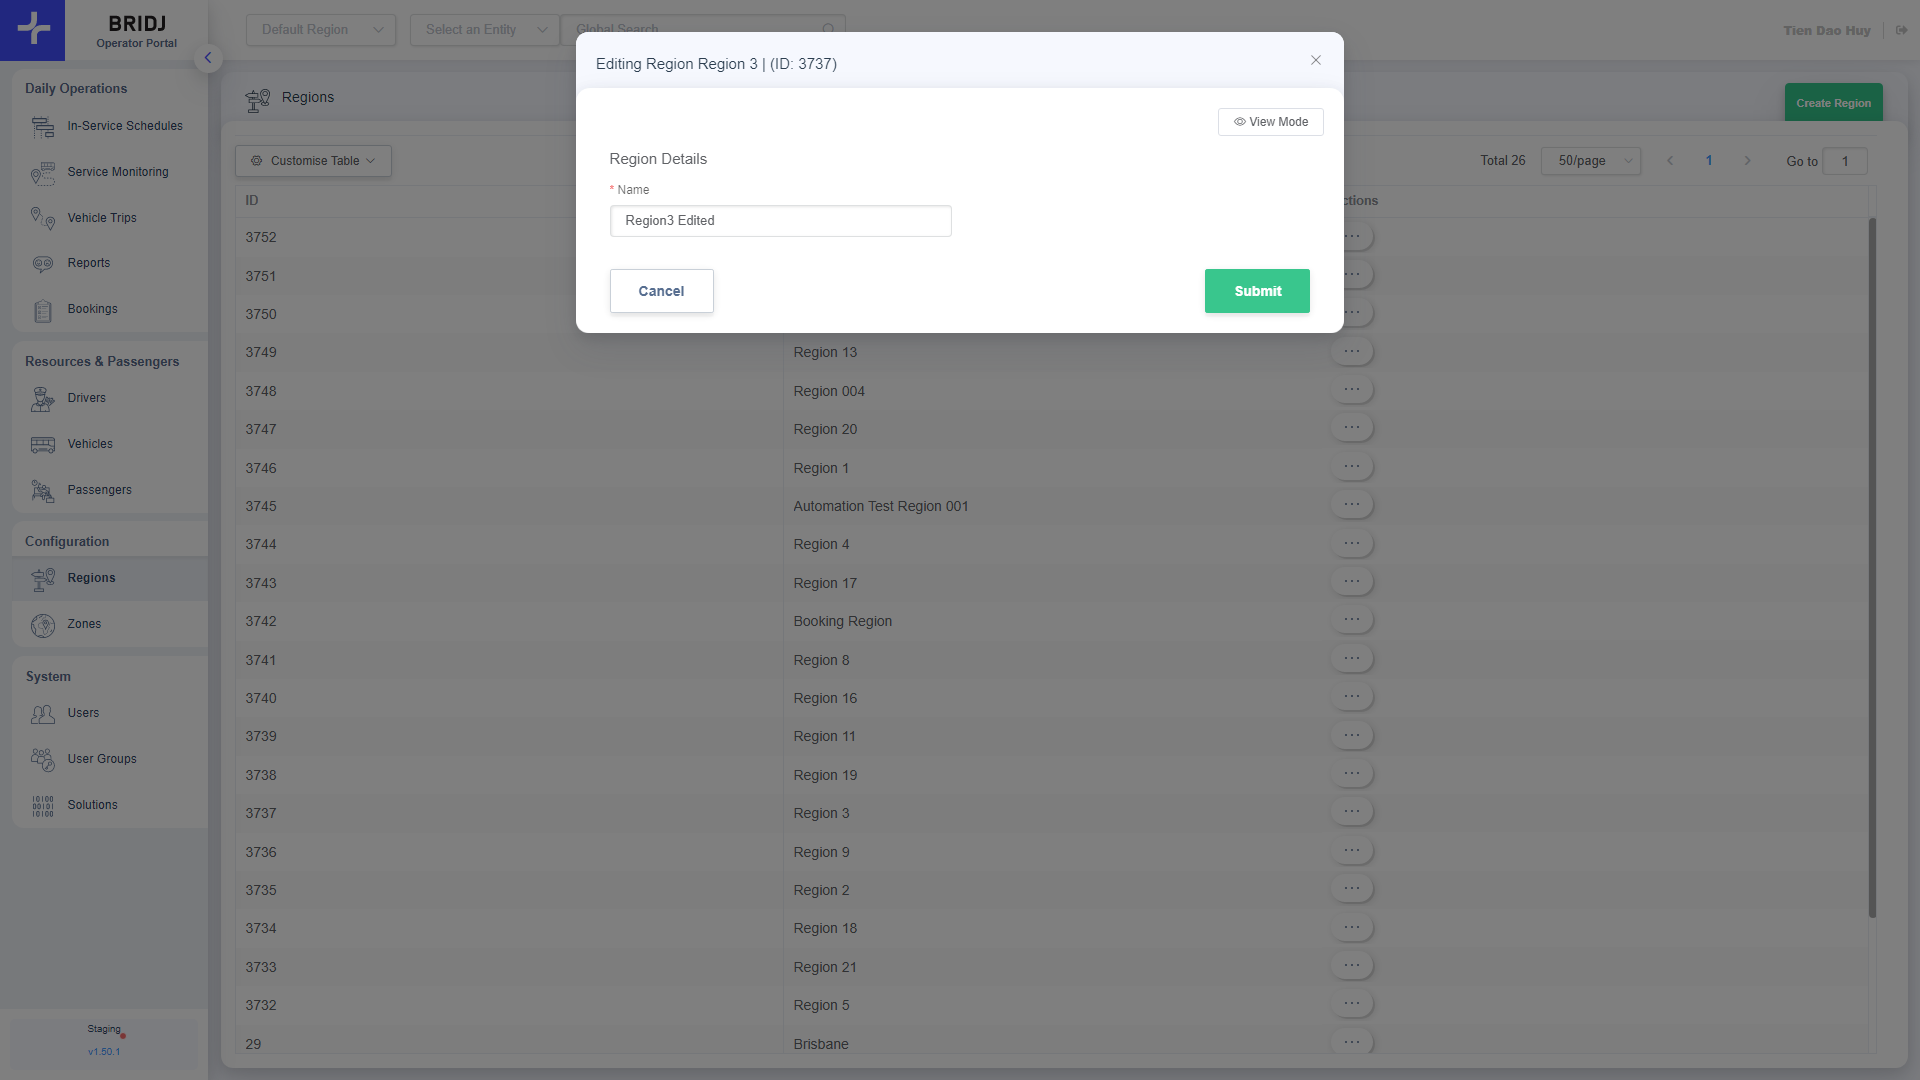 BRIDJ
Operator Portal
Default Region
Select an Entity
Global Search
Tien Dao Huy
Editing Region Region 3 | (ID: 3737)
Daily Operations
In-Service Schedules
Service Monitoring
Vehicle Trips
Reports
Bookings
Resources & Passengers
Drivers
Vehicles
Passengers
Configuration
Regions
Zones
System
Users
User Groups
Solutions
Staging
v1.50.1
Regions
Create Region
View Mode
Region Details
* Name
Region3 Edited
Cancel
Submit
Customise Table
Total 26
50/page
1
Go to
1
ID
ctions
3752
3751
3750
3749 Region 13
3748 Region 004
3747 Region 20
3746 Region 1
3745 Automation Test Region 001
3744 Region 4
3743 Region 17
3742 Booking Region
3741 Region 8
3740 Region 16
3739 Region 11
3738 Region 19
3737 Region 3
3736 Region 9
3735 Region 2
3734 Region 18
3733 Region 21
3732 Region 5
29 Brisbane